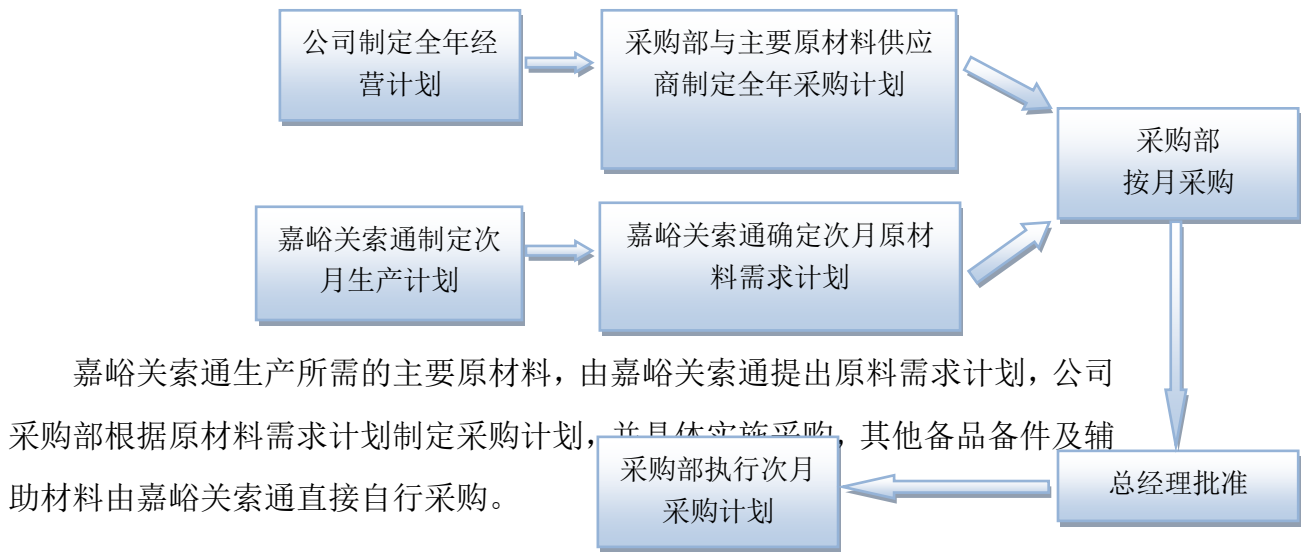 公司制定全年经
营计划
采购部与主要原材料供应
商制定全年采购计划
采购部
按月采购
嘉峪关索通制定次
月生产计划
嘉峪关索通确定次月原材
料需求计划
嘉峪关索通生产所需的主要原材料，由嘉峪关索通提出原料需求计划，公司
采购部根据原材料需求计划制定采购计划，并具体实施采购，其他备品备件及辅
助材料由嘉峪关索通直接自行采购。
采购部执行次月
采购计划
总经理批准